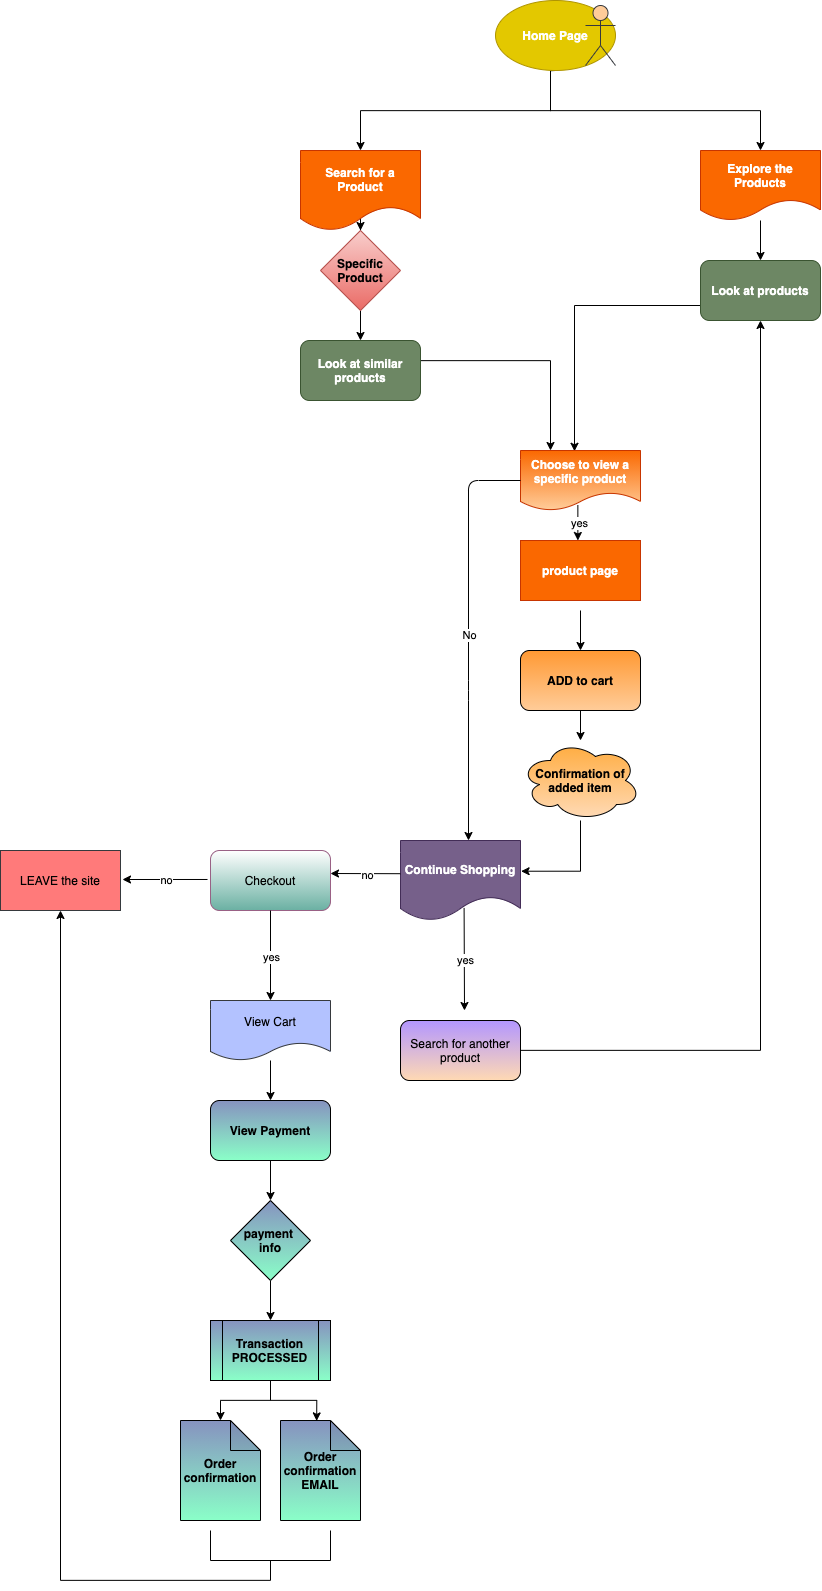 Home Page
Search for a
Product
Explore the
Products
Specific
Product
Look at products
Look at similar
products
Choose to view a
specific product
yes
product page
No
ADD to cart
Confirmation of
added item
Continue Shopping
no
Checkout
no
LEAVE the site
yes
yes
View Cart
Search for another
product
View Payment
payment
info
Transaction
PROCESSED
Order
confirmation
Order
confirmation
EMAIL